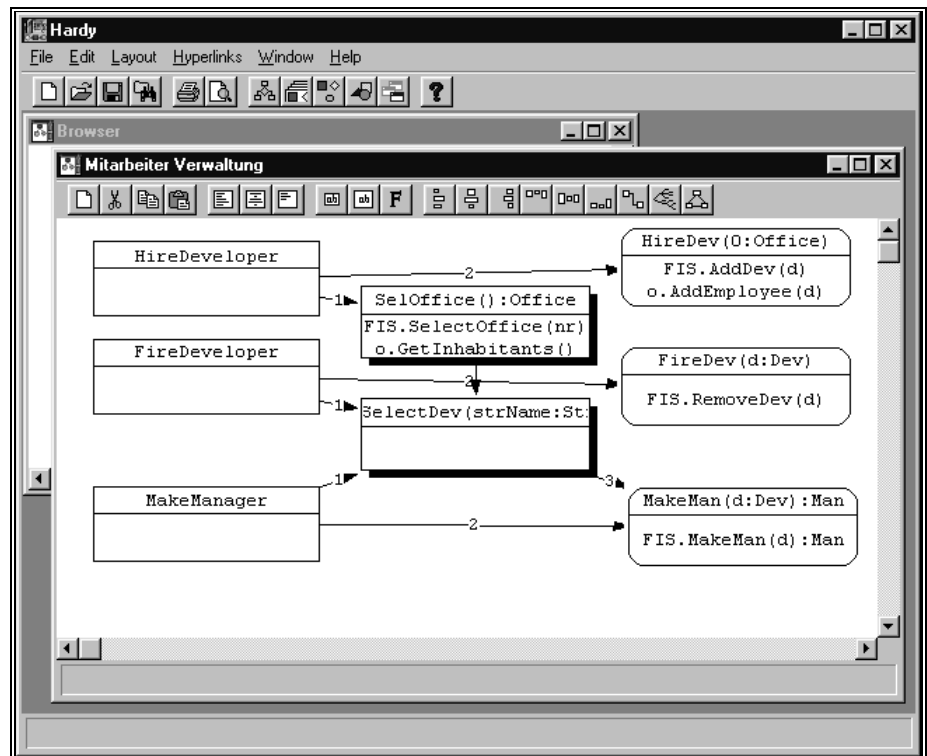 Hardy
File Edit Layout Hyperlinks Window Help
?
Browser
Mitarbeiter Verwaltung
ab ab F
HireDeveloper
HireDev(O:Office)
FIS.AddDev(d)
o.AddEmployee(d)
2
1
SelOffice():Office
FIS.SelectOffice(nr)
o.GetInhabitants()
FireDeveloper
FireDev(d:Dev)
FIS.RemoveDev(d)
2
1
SelectDev(strName:St
1
3
MakeManager
MakeMan(d:Dev):Man
FIS.MakeMan(d):Man
2